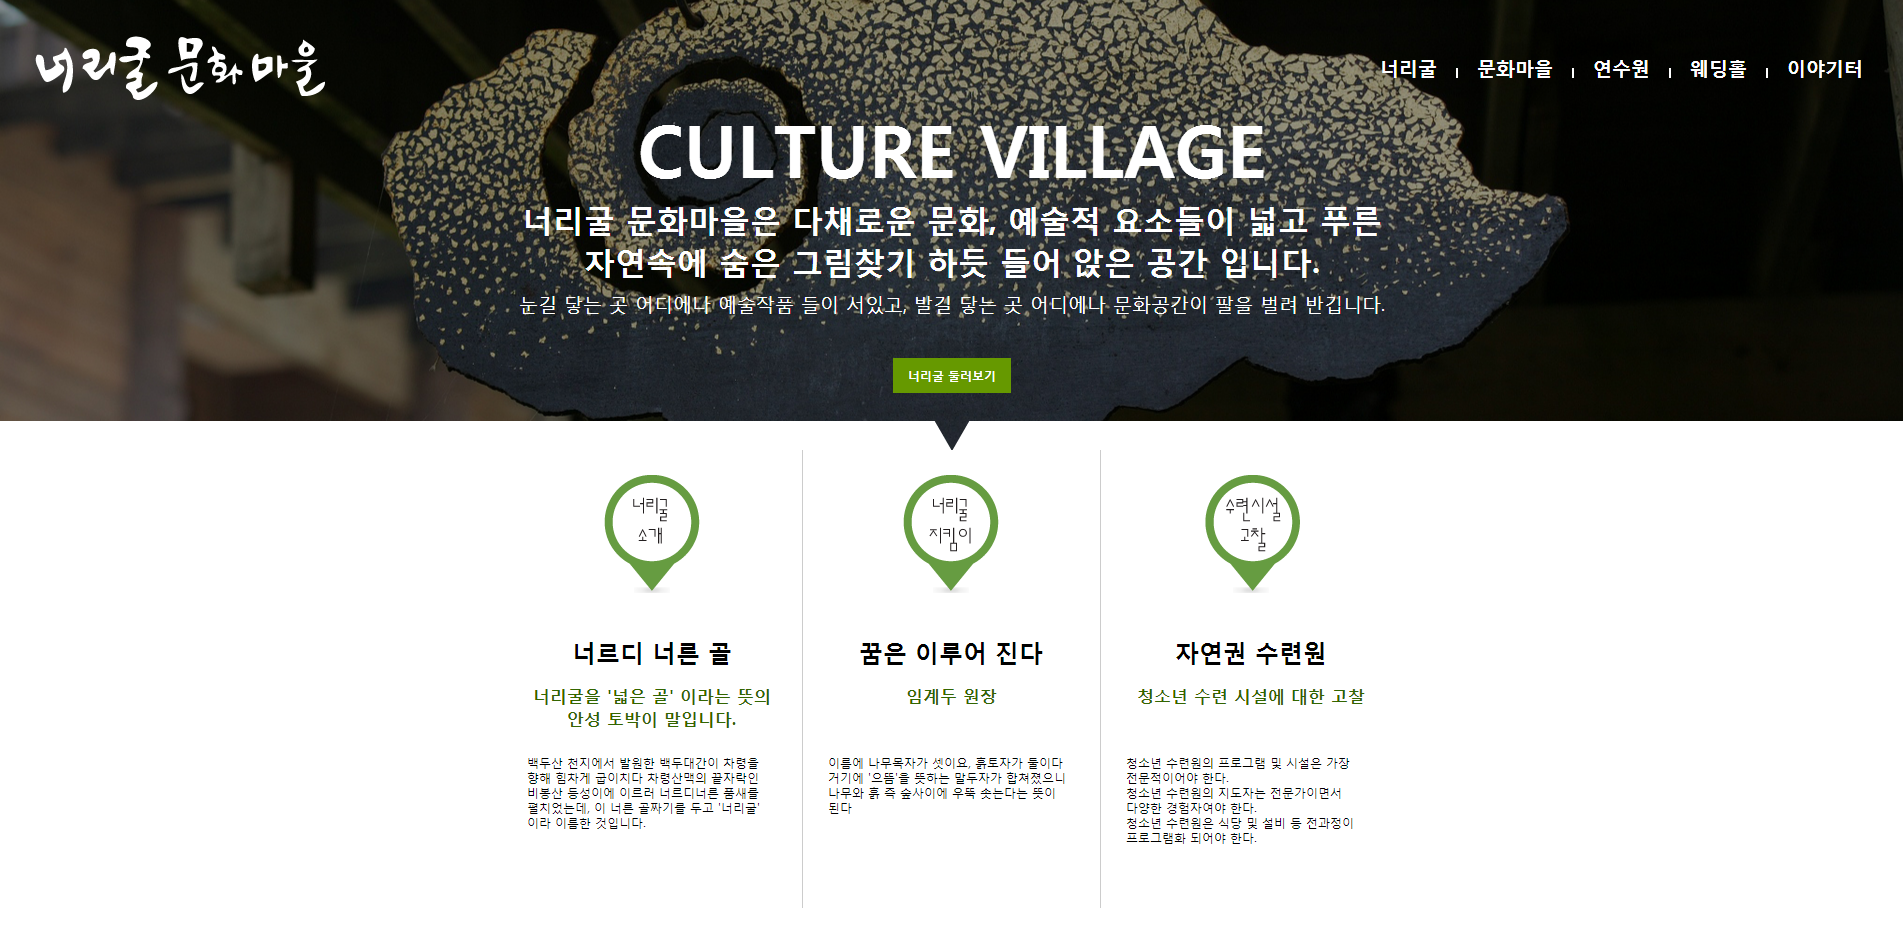 너리굴 문화마을
너리굴
문화마을
연수원
웨딩홀
이야기터
CULTURE VILLAGE
너리굴 문화마을은 다채로운 문화, 예술적 요소들이 넓고 푸른
자연속에 숨은 그림찾기 하듯 들어 앉은 공간 입니다.
눈길 닿는 곳 어디에나 예술작품 들이 서있고, 발길 닿는 곳 어디에나 문화공간이 팔을 벌려 반깁니다.
너리굴 둘러보기
너리굴
소개
너르디 너른 골
너리굴을 '넓은 골' 이라는 뜻의
안성 토박이 말입니다.
백두산 천지에서 발원한 백두대간이 차령을
향해 힘차게 굽이치다 차령산맥의 끝자락인
비봉산 등성이에 이르러 너르디너른 품새를
펼치었는데, 이 너른 골짜기를 두고 '너리굴'
이라 이름한 것입니다.
너리굴
지킴이
꿈은 이루어 진다
임계두 원장
이름에 나무목자가 셋이요, 흙토자가 둘이다
거기에 '으뜸'을 뜻하는 말두자가 합쳐졌으니
나무와 흙 즉 숲사이에 우뚝 솟는다는 뜻이
된다
수련시설
고찰
자연권 수련원
청소년 수련 시설에 대한 고찰
청소년 수련원의 프로그램 및 시설은 가장
전문적이어야 한다.
청소년 수련원의 지도자는 전문가이면서
다양한 경험자여야 한다.
청소년 수련원은 식당 및 설비 등 전과정이
프로그램화 되어야 한다.